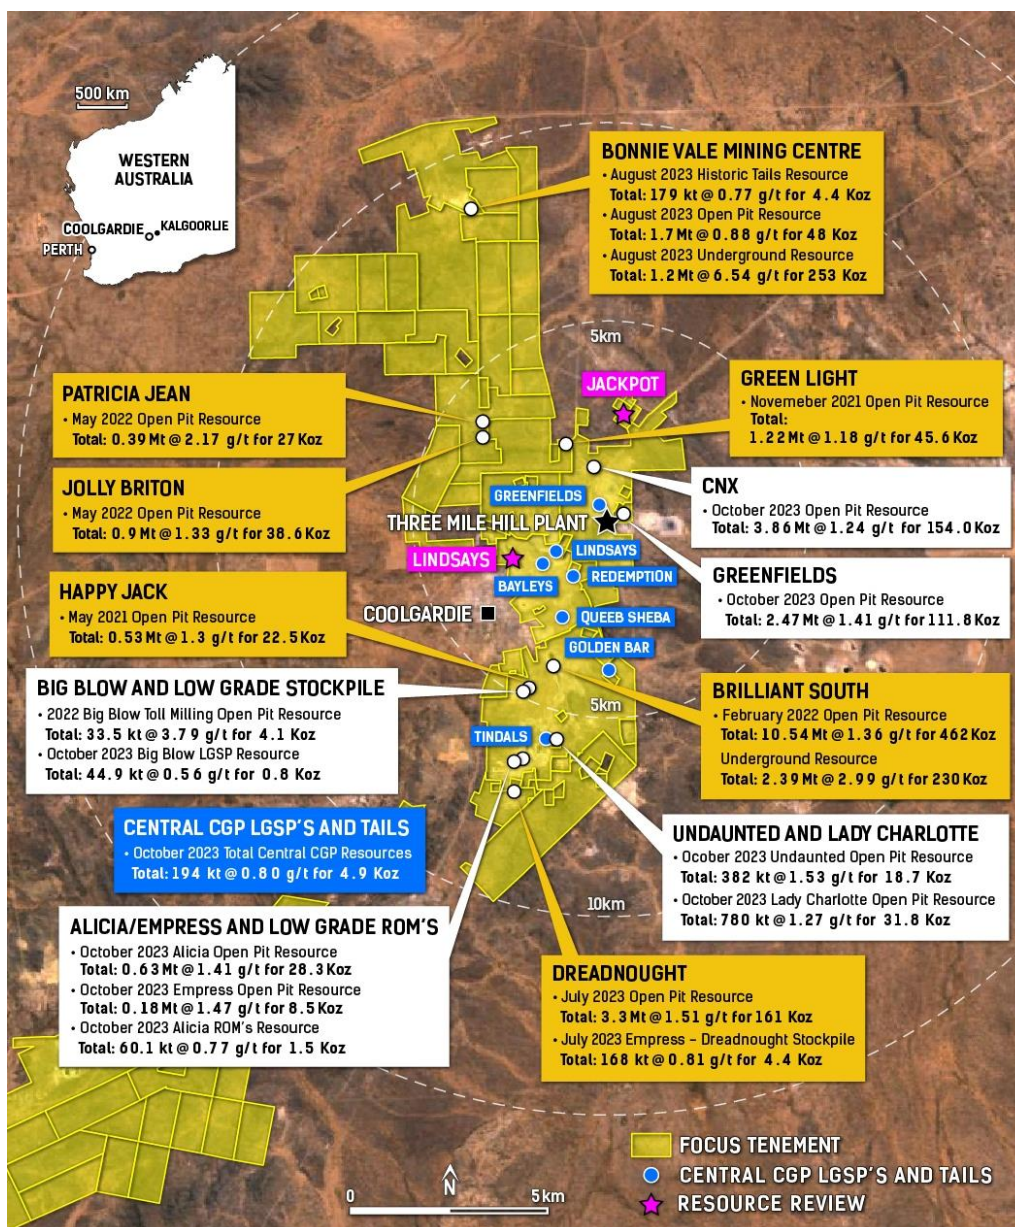 500 km
WESTERN
AUSTRALIA
COOLGARDIE
KALGOORLIE
PERTH
BONNIE VALE MINING CENTRE
• August 2023 Historic Tails Resource
Total: 179 kt @ 0.77 g/t for 4.4 Koz
• August 2023 Open Pit Resource
Total: 1.7 Mt @ 0.88 g/t for 48 Koz
• August 2023 Underground Resource
Total: 1.2 Mt @ 6.54 g/t for 253 Koz
5km
PATRICIA JEAN
• May 2022 Open Pit Resource
Total: 0.39 Mt @ 2.17 g/t for 27 Koz
JACKPOT
GREEN LIGHT
• Novemeber 2021 Open Pit Resource
Total:
1.22 Mt @ 1.18 g/t for 45.6 Koz
JOLLY BRITON
• May 2022 Open Pit Resource
Total: 0.9 Mt @ 1.33 g/t for 38.6 Koz
CNX
• October 2023 Open Pit Resource
Total: 3.86 Mt @ 1.24 g/t for 154.0 Koz
GREENFIELDS
THREE MILE HILL PLANT
LINDSAYS
LINDSAYS
BAYLEYS
REDEMPTION
GREENFIELDS
• October 2023 Open Pit Resource
Total: 2.47 Mt @ 1.41 g/t for 111.8 Koz
HAPPY JACK
• May 2021 Open Pit Resource
Total: 0.53 Mt @ 1.3 g/t for 22.5 Koz
COOLGARDIE
QUEEB SHEBA
GOLDEN BAR
BIG BLOW AND LOW GRADE STOCKPILE
• 2022 Big Blow Toll Milling Open Pit Resource
Total: 33.5 kt @ 3.79 g/t for 4.1 Koz
• October 2023 Big Blow LGSP Resource
Total: 44.9 kt @ 0.56 g/t for 0.8 Koz
5km
TINDALS
BRILLIANT SOUTH
• February 2022 Open Pit Resource
Total: 10.54 Mt @ 1.36 g/t for 462 Koz
Underground Resource
Total: 2.39 Mt @ 2.99 g/t for 230 Koz
CENTRAL CGP LGSP'S AND TAILS
• October 2023 Total Central CGP Resources
Total: 194 kt @ 0.80 g/t for 4.9 Koz
UNDAUNTED AND LADY CHARLOTTE
• Ocober 2023 Undaunted Open Pit Resource
Total: 382 kt @ 1.53 g/t for 18.7 Koz
• October 2023 Lady Charlotte Open Pit Resource
Total: 780 kt @ 1.27 g/t for 31.8 Koz
10km
ALICIA/EMPRESS AND LOW GRADE ROM'S
• October 2023 Alicia Open Pit Resource
Total: 0.63 Mt @ 1.41 g/t for 28.3 Koz
• October 2023 Empress Open Pit Resource
Total: 0.18 Mt @ 1.47 g/t for 8.5 Koz
• October 2023 Alicia ROM's Resource
Total: 60.1 kt @ 0.77 g/t for 1.5 Koz
DREADNOUGHT
• July 2023 Open Pit Resource
Total: 3.3 Mt @ 1.51 g/t for 161 Koz
• July 2023 Empress – Dreadnought Stockpile
Total: 168 kt @ 0.81 g/t for 4.4 Koz
FOCUS TENEMENT
CENTRAL CGP LGSP'S AND TAILS
RESOURCE REVIEW
N
0 5 km